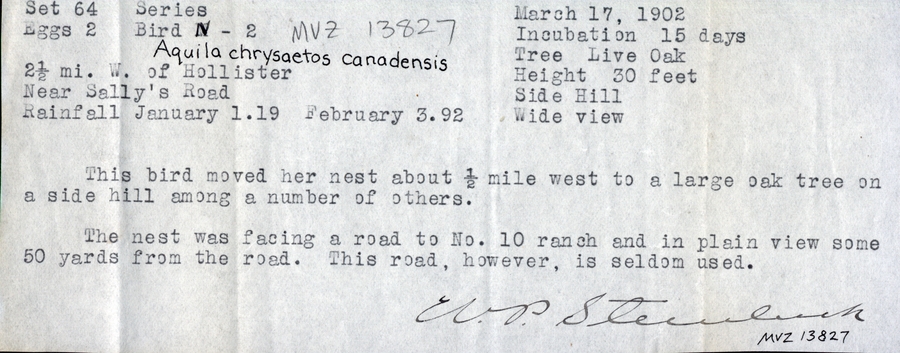 Set 64 Series
March 17, 1902
Eggs 2 Bird N - 2 MVZ 13827
Incubation 15 days
Aquila chrysaetos canadensis
Tree Live Oak
2½ mi. W. of Hollister
Height 30 feet
Near Sally's Road
Side Hill
Rainfall January 1.19 February 3.92
Wide view
This bird moved her nest about ½ mile west to a large oak tree on
a side hill among a number of others.
The nest was facing a road to No. 10 ranch and in plain view some
50 yards from the road. This road, however, is seldom used.
W.P. Steinbeck
MVZ 13827